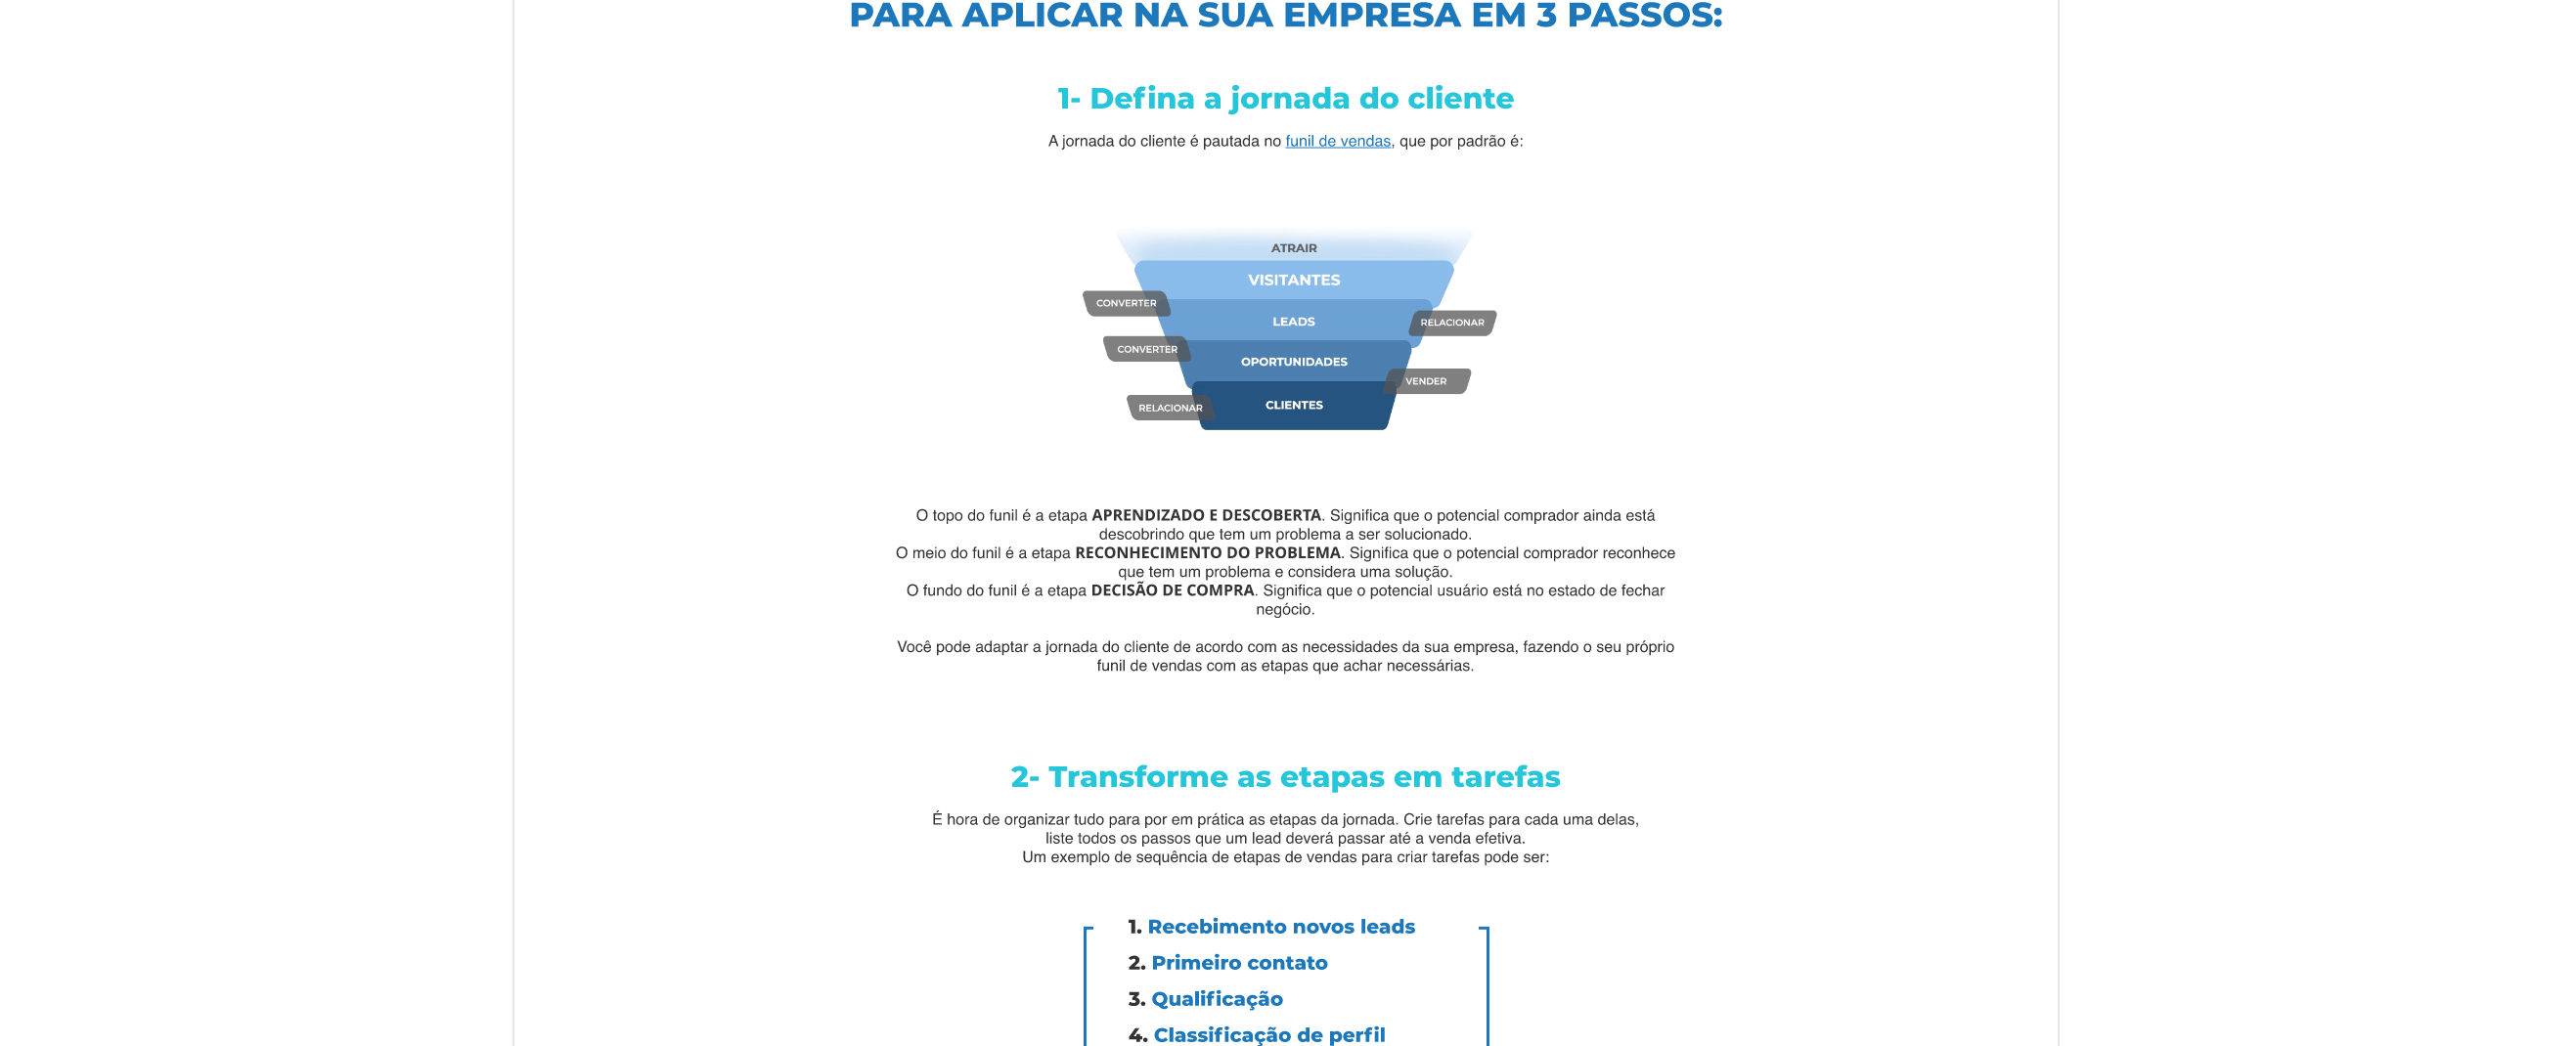 PARA APLICAR NA SUA EMPRESA EM 3 PASSOS:
1- Defina a jornada do cliente
A jornada do cliente é pautada no funil de vendas, que por padrão é:
ATRAIR
VISITANTES
CONVERTER
LEADS
RELACIONAR
CONVERTER
OPORTUNIDADES
VENDER
CLIENTES
RELACIONAR
O topo do funil é a etapa APRENDIZADO E DESCOBERTA. Significa que o potencial comprador ainda está
descobrindo que tem um problema a ser solucionado.
O meio do funil é a etapa RECONHECIMENTO DO PROBLEMA. Significa que o potencial comprador reconhece
que tem um problema e considera uma solução.
O fundo do funil é a etapa DECISÃO DE COMPRA. Significa que o potencial usuário está no estado de fechar
negócio.
Você pode adaptar a jornada do cliente de acordo com as necessidades da sua empresa, fazendo o seu próprio
funil de vendas com as etapas que achar necessárias.
2- Transforme as etapas em tarefas
É hora de organizar tudo para por em prática as etapas da jornada. Crie tarefas para cada uma delas,
liste todos os passos que um lead deverá passar até a venda efetiva.
Um exemplo de sequência de etapas de vendas para criar tarefas pode ser:
1. Recebimento novos leads
2. Primeiro contato
3. Qualificação
4. Classificação de perfil